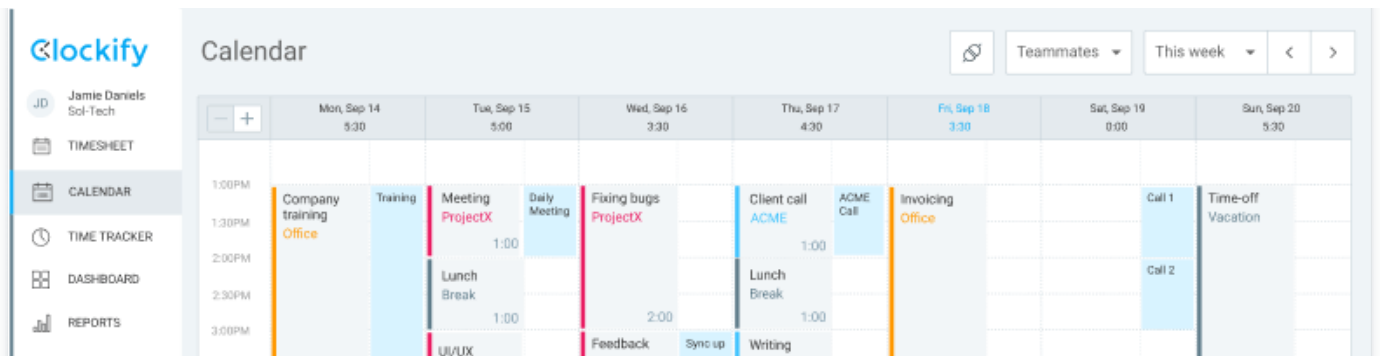 Clockify
Calendar
Teammates
This week
JD
Jamie Daniels
Sol-Tech
TIMESHEET
CALENDAR
TIME TRACKER
DASHBOARD
REPORTS
Mon, Sep 14
5:30
Tue, Sep 15
5:00
Wed, Sep 16
3:30
Thu, Sep 17
4:30
Fri, Sep 18
3:30
Sat, Sep 19
0:00
Sun, Sep 20
5:30
1:00PM
1:30PM
2:00PM
2:30PM
3:00PM
Company
training
Office
Training
Meeting
ProjectX
1:00
Daily
Meeting
Lunch
Break
1:00
UI/UX
Fixing bugs
ProjectX
2:00
Feedback
Sync up
Client call
ACME
1:00
ACME
Call
Lunch
Break
1:00
Writing
Invoicing
Office
Call 1
Call 2
Time-off
Vacation